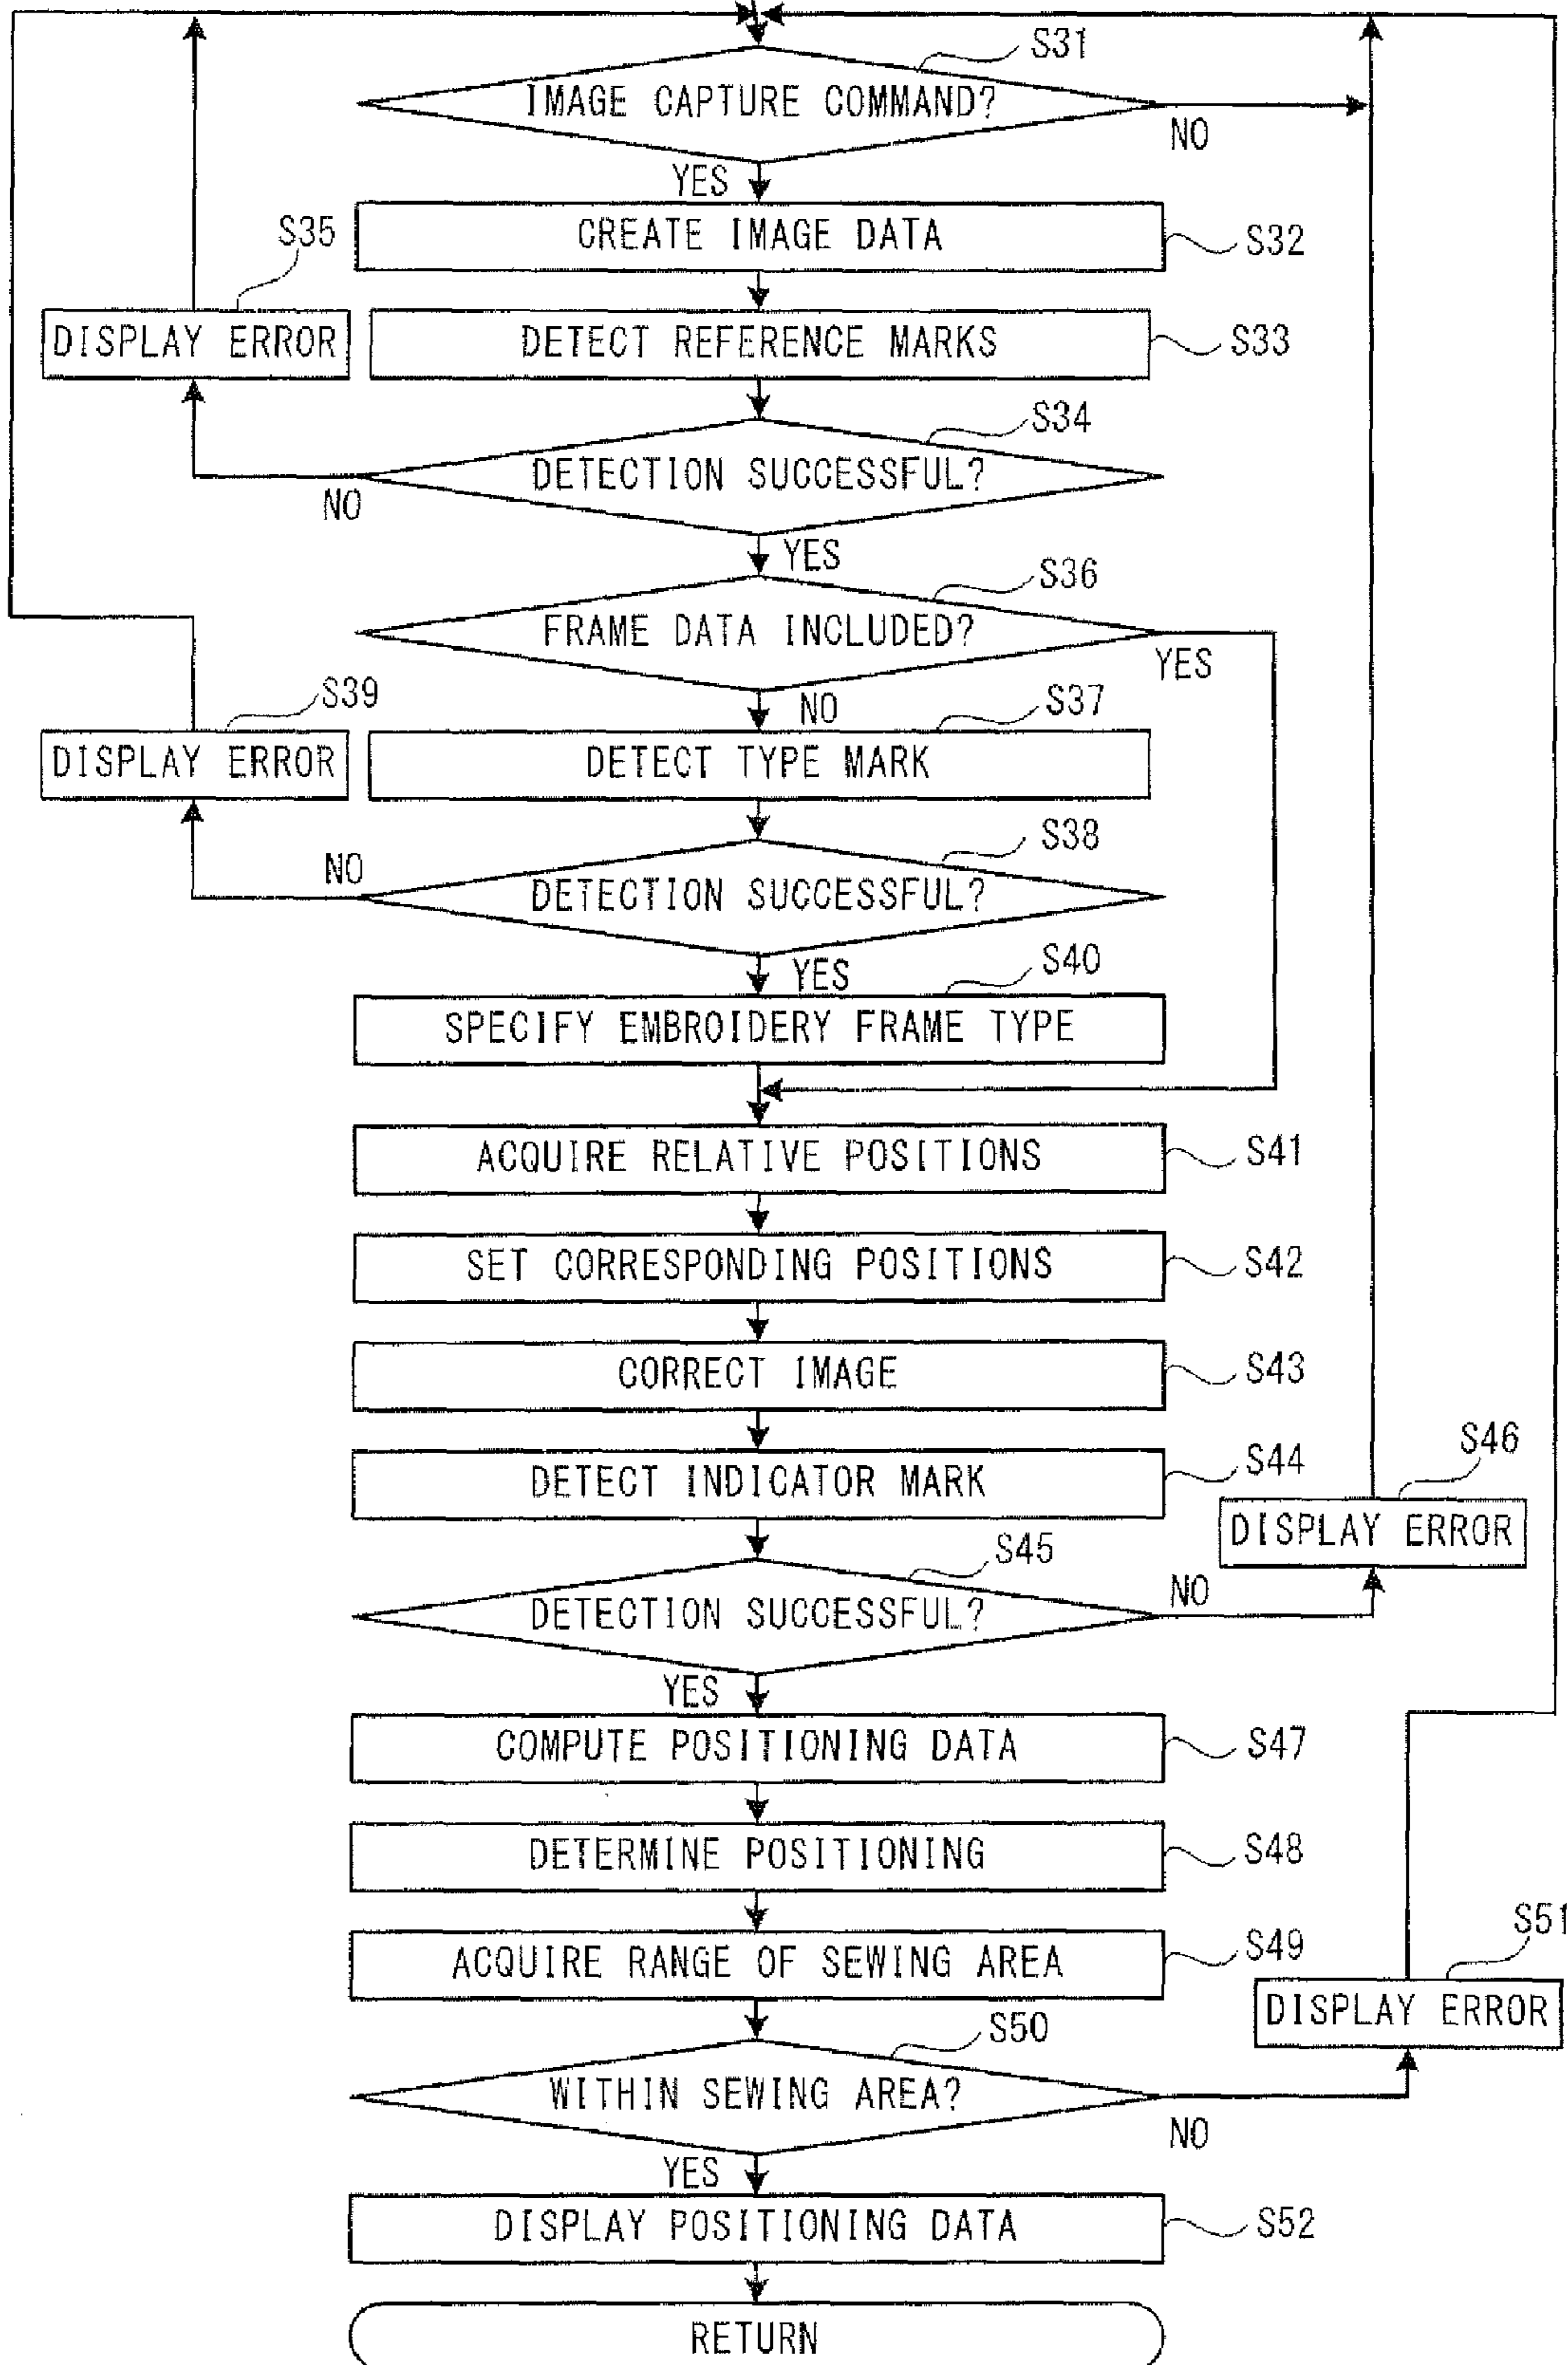 S31
IMAGE CAPTURE COMMAND?
NO
YES
CREATE IMAGE DATA
S32
S35
DISPLAY ERROR
DETECT REFERENCE MARKS
S33
S34
DETECTION SUCCESSFUL?
NO
YES
S36
FRAME DATA INCLUDED?
YES
NO
S37
S39
DISPLAY ERROR
DETECT TYPE MARK
S38
NO
DETECTION SUCCESSFUL?
YES
S40
SPECIFY EMBROIDERY FRAME TYPE
ACQUIRE RELATIVE POSITIONS
S41
SET CORRESPONDING POSITIONS
S42
CORRECT IMAGE
S43
DETECT INDICATOR MARK
S44
S46
DISPLAY ERROR
S45
DETECTION SUCCESSFUL?
NO
YES
COMPUTE POSITIONING DATA
S47
DETERMINE POSITIONING
S48
ACQUIRE RANGE OF SEWING AREA
S49
S51
DISPLAY ERROR
S50
WITHIN SEWING AREA?
NO
YES
DISPLAY POSITIONING DATA
S52
RETURN